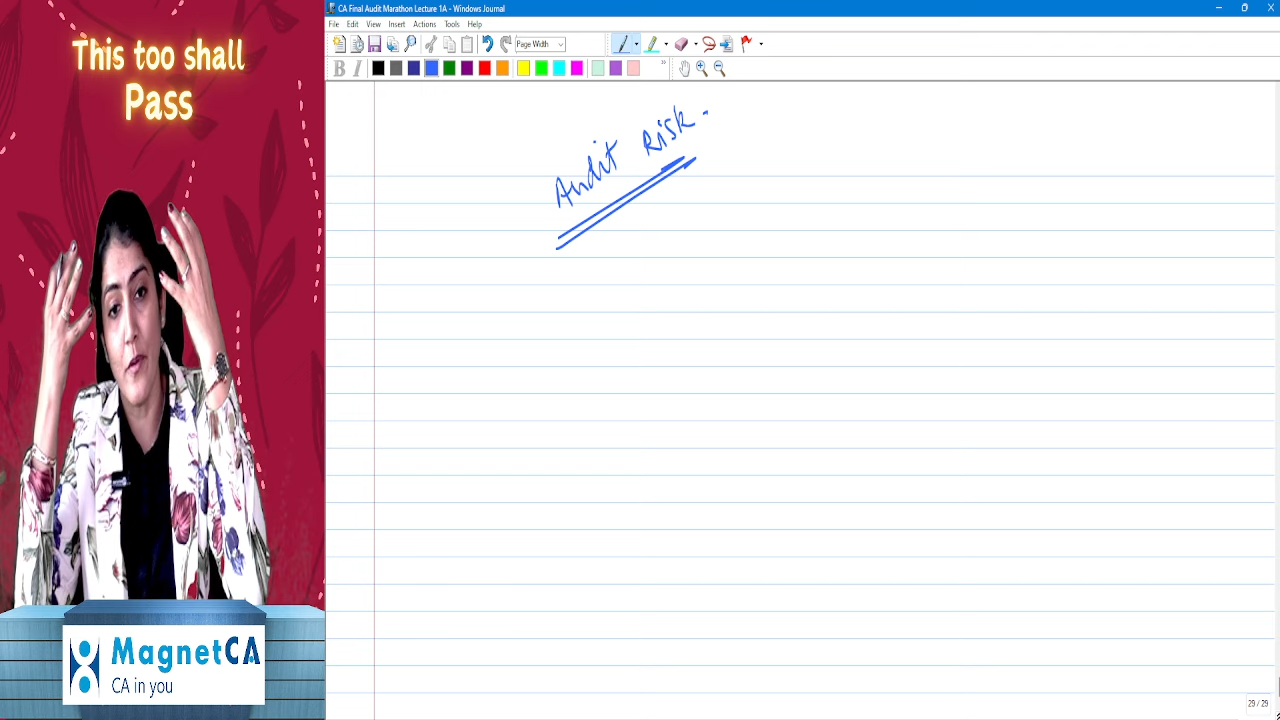 This too shall
Pass
MagnetCA
CA in you
CA Final Audit Marathon Lecture 1A - Windows Journal
File Edit View Insert Actions Tools Help
Page Width
B I
Audit Risk.
29 / 29